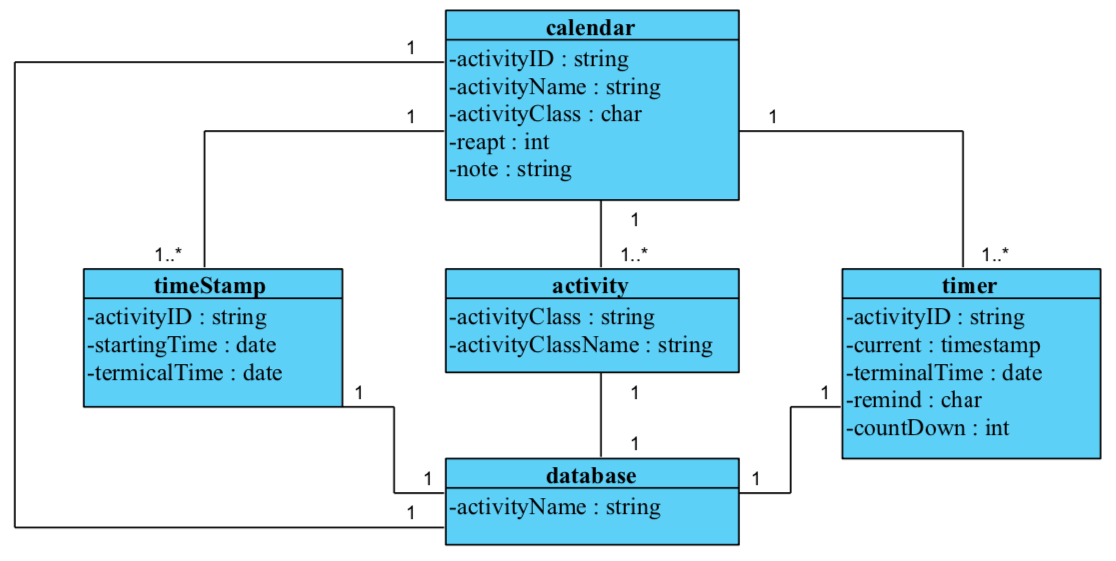 calendar
-activityID : string
-activityName : string
-activityClass : char
-reapt : int
-note : string
1
1
1
1
1..*
1..*
1..*
timeStamp
-activityID : string
-startingTime : date
-termicalTime : date
activity
-activityClass : string
-activityClassName : string
timer
-activityID : string
-current : timestamp
-terminalTime : date
-remind : char
-countDown : int
1
1
1
1
1
1
1
database
-activityName : string